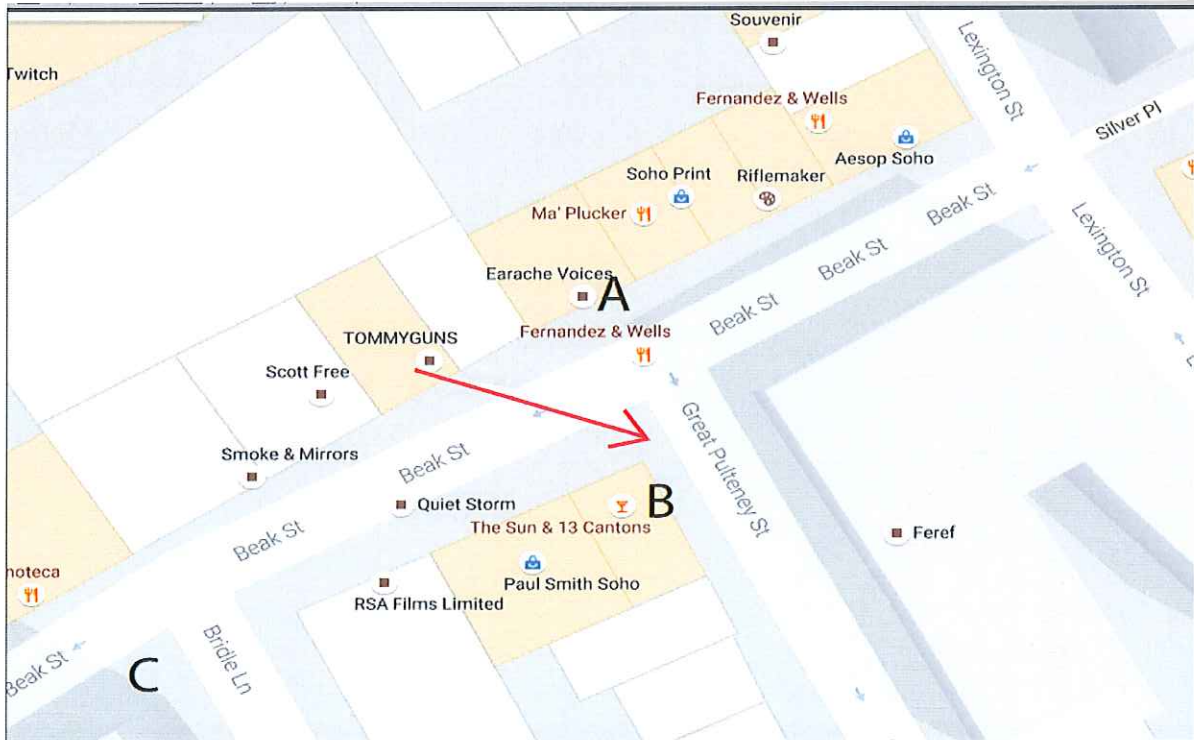 Souvenir
Twitch
Lexington St
Fernandez & Wells
Silver Pl
Aesop Soho
Soho Print
Riflemaker
Ma' Plucker
Beak St
Beak St
Lexington St
Earache Voices
A
Beak St
Fernandez & Wells
TOMMYGUNS
Scott Free
Great Pulteney St
Smoke & Mirrors
Beak St
Quiet Storm
B
The Sun & 13 Cantons
Beak St
Feref
Paul Smith Soho
noteca
RSA Films Limited
Bridle Ln
Beak St
C